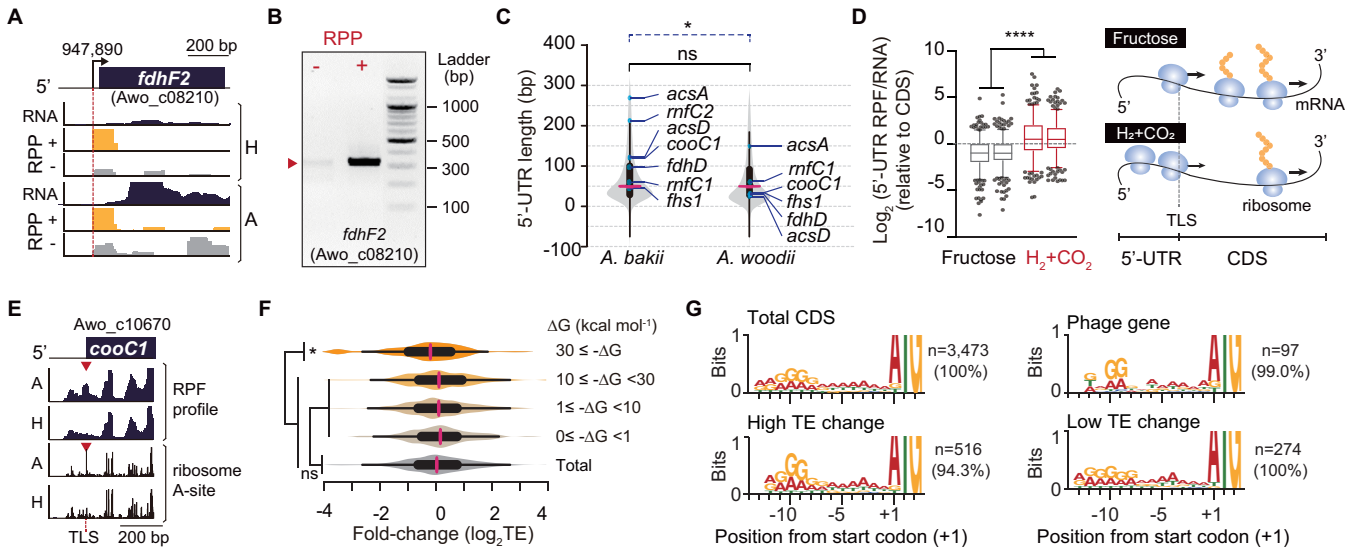 A
947,890
200 bp
5’
fdhF2
(Awo_c08210)
RNA
RPP
+
-
H
RNA
RPP
+
-
A
B
RPP
- +
Ladder
(bp)
1000
500
300
100
fdhF2
(Awo_c08210)
C
5’-UTR length (bp)
400
300
200
100
0
-100
*
ns
acsA
rnfC2
acsD
cooC1
fdhD
rnfC1
fhs1
acsA
rnfC1
cooC1
fhs1
fdhD
acsD
A. bakii
A. woodii
D
Log2 (5’-UTR RPF/RNA)
(relative to CDS)
10
5
0
-5
-10
****
Fructose
H2+CO2
Fructose
5’
3’
mRNA
H2+CO2
5’
3’
ribosome
TLS
5’-UTR
CDS
E
Awo_c10670
5’
cooC1
A
H
RPF
profile
A
H
ribosome
A-site
TLS
200 bp
F
ΔG (kcal mol-1)
*
30 ≤ -ΔG
10 ≤ -ΔG <30
1≤ -ΔG <10
0≤ -ΔG <1
ns
Total
-4 -2 0 2 4
Fold-change (log2TE)
G
Total CDS
Bits
1
0
n=3,473
(100%)
Phage gene
Bits
1
0
n=97
(99.0%)
High TE change
Bits
1
0
n=516
(94.3%)
-10 -5 +1
Position from start codon (+1)
Low TE change
Bits
1
0
n=274
(100%)
-10 -5 +1
Position from start codon (+1)